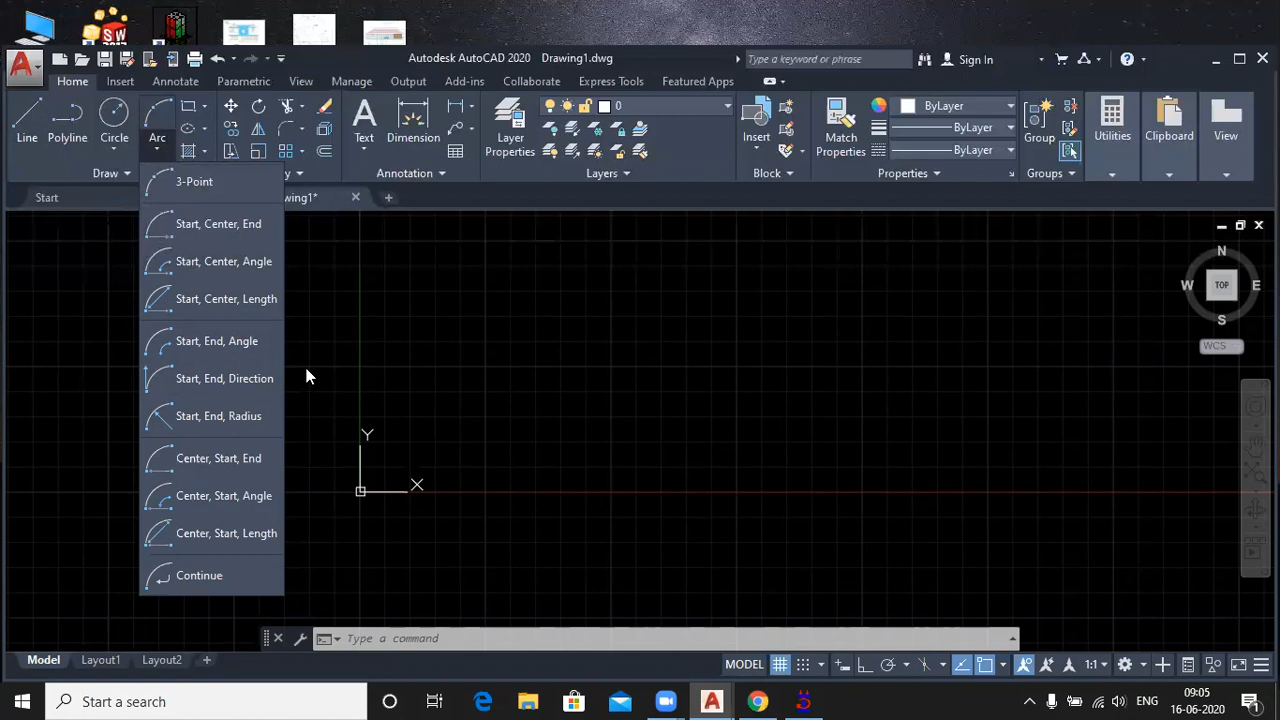 SW
Autodesk AutoCAD 2020 Drawing1.dwg
Type a keyword or phrase
Sign In
Home Insert Annotate Parametric View Manage Output Add-ins Collaborate Express Tools Featured Apps
Line Polyline Circle Arc
Text Dimension
Layer Properties
0
Insert
Match Properties
ByLayer
ByLayer
ByLayer
Group
Utilities Clipboard View
Draw Annotation Layers Block Properties Groups
Start
wing1*
3-Point
Start, Center, End
Start, Center, Angle
Start, Center, Length
Start, End, Angle
Start, End, Direction
Start, End, Radius
Center, Start, End
Center, Start, Angle
Center, Start, Length
Continue
N
W TOP E
S
WCS
Y
X
Type a command
Model Layout1 Layout2
MODEL
1:1
Start a search
ENG
09:05
16-06-2020